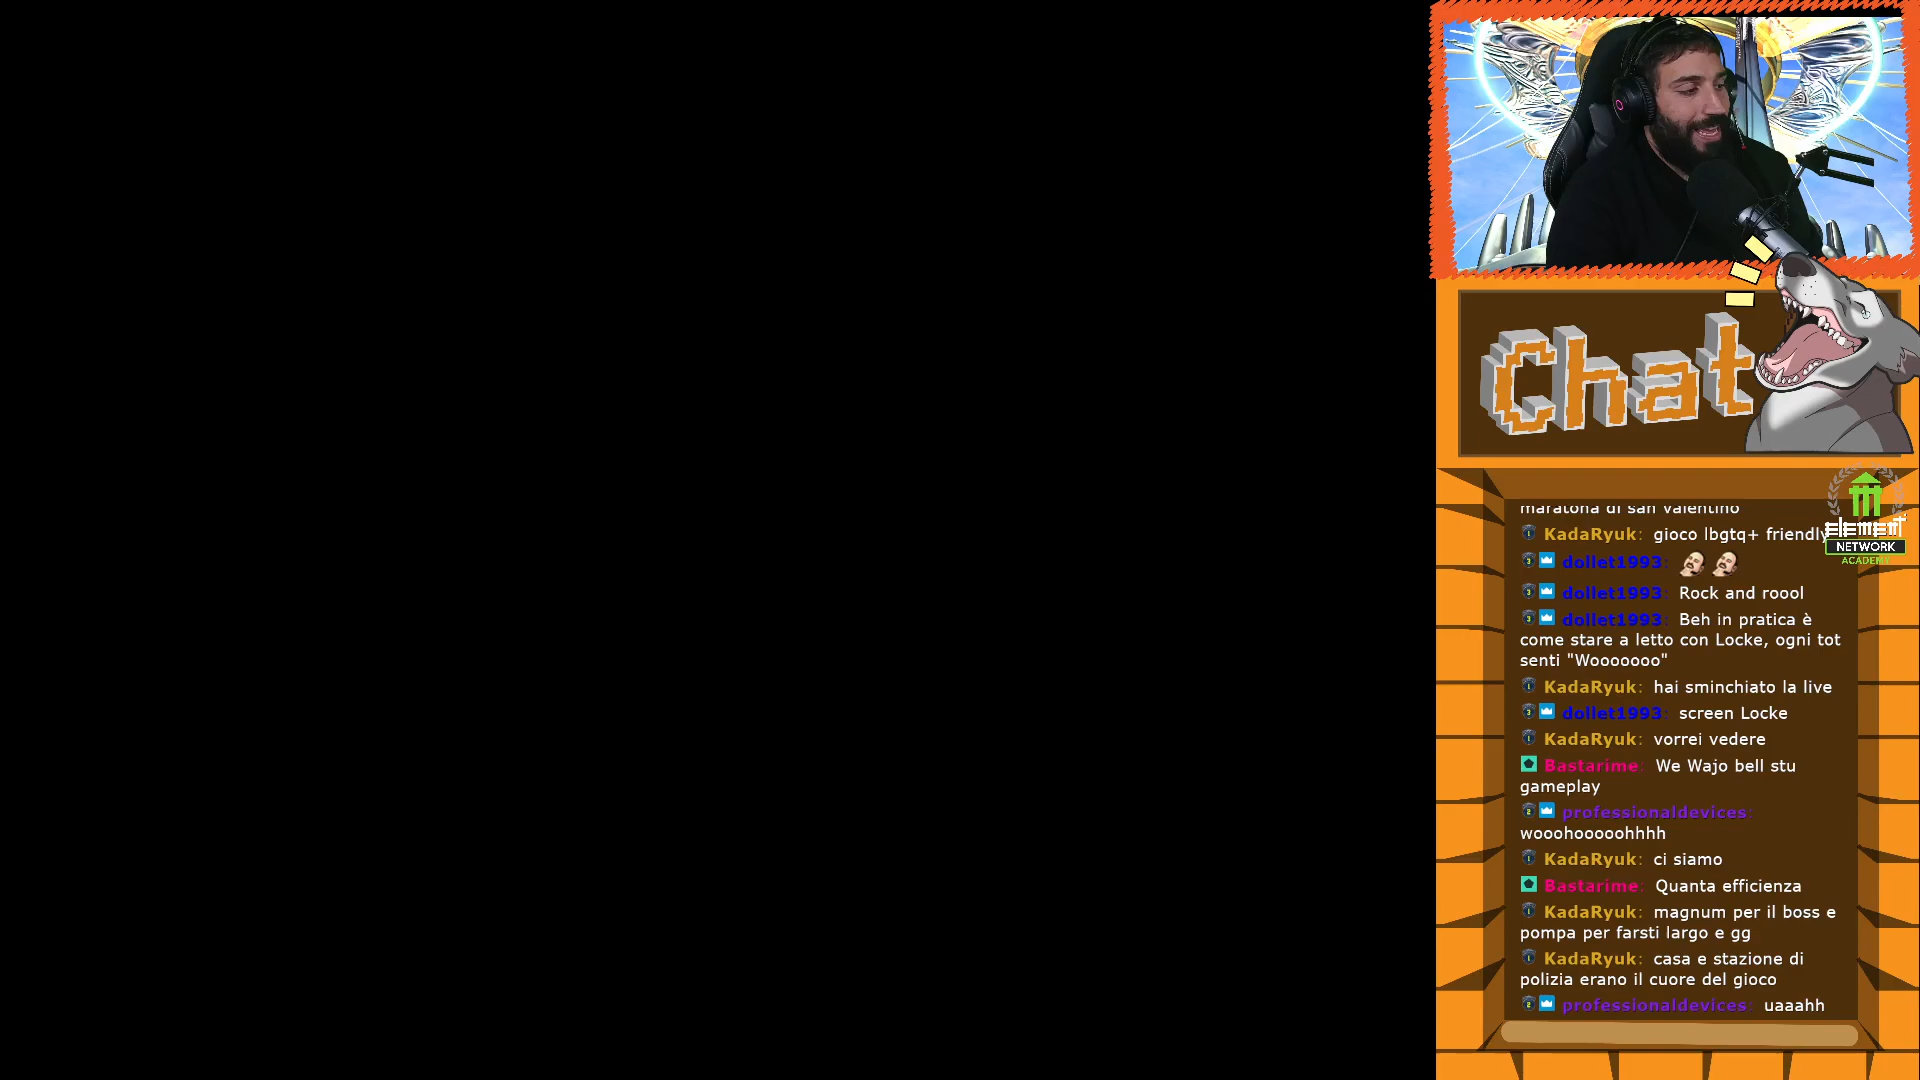 Chat
maratona di san valentino
KadaRyuk: gioco lbgtq+ friendly
dollet1993:
dollet1993: Rock and roool
dollet1993: Beh in pratica è
come stare a letto con Locke, ogni tot
senti "Wooooooo"
KadaRyuk: hai sminchiato la live
dollet1993: screen Locke
KadaRyuk: vorrei vedere
Bastarime: We Wajo bell stu
gameplay
professionaldevices:
wooohooooohhhh
KadaRyuk: ci siamo
Bastarime: Quanta efficienza
KadaRyuk: magnum per il boss e
pompa per farsti largo e gg
KadaRyuk: casa e stazione di
polizia erano il cuore del gioco
professionaldevices: uaaahh
element
NETWORK
ACADEMY